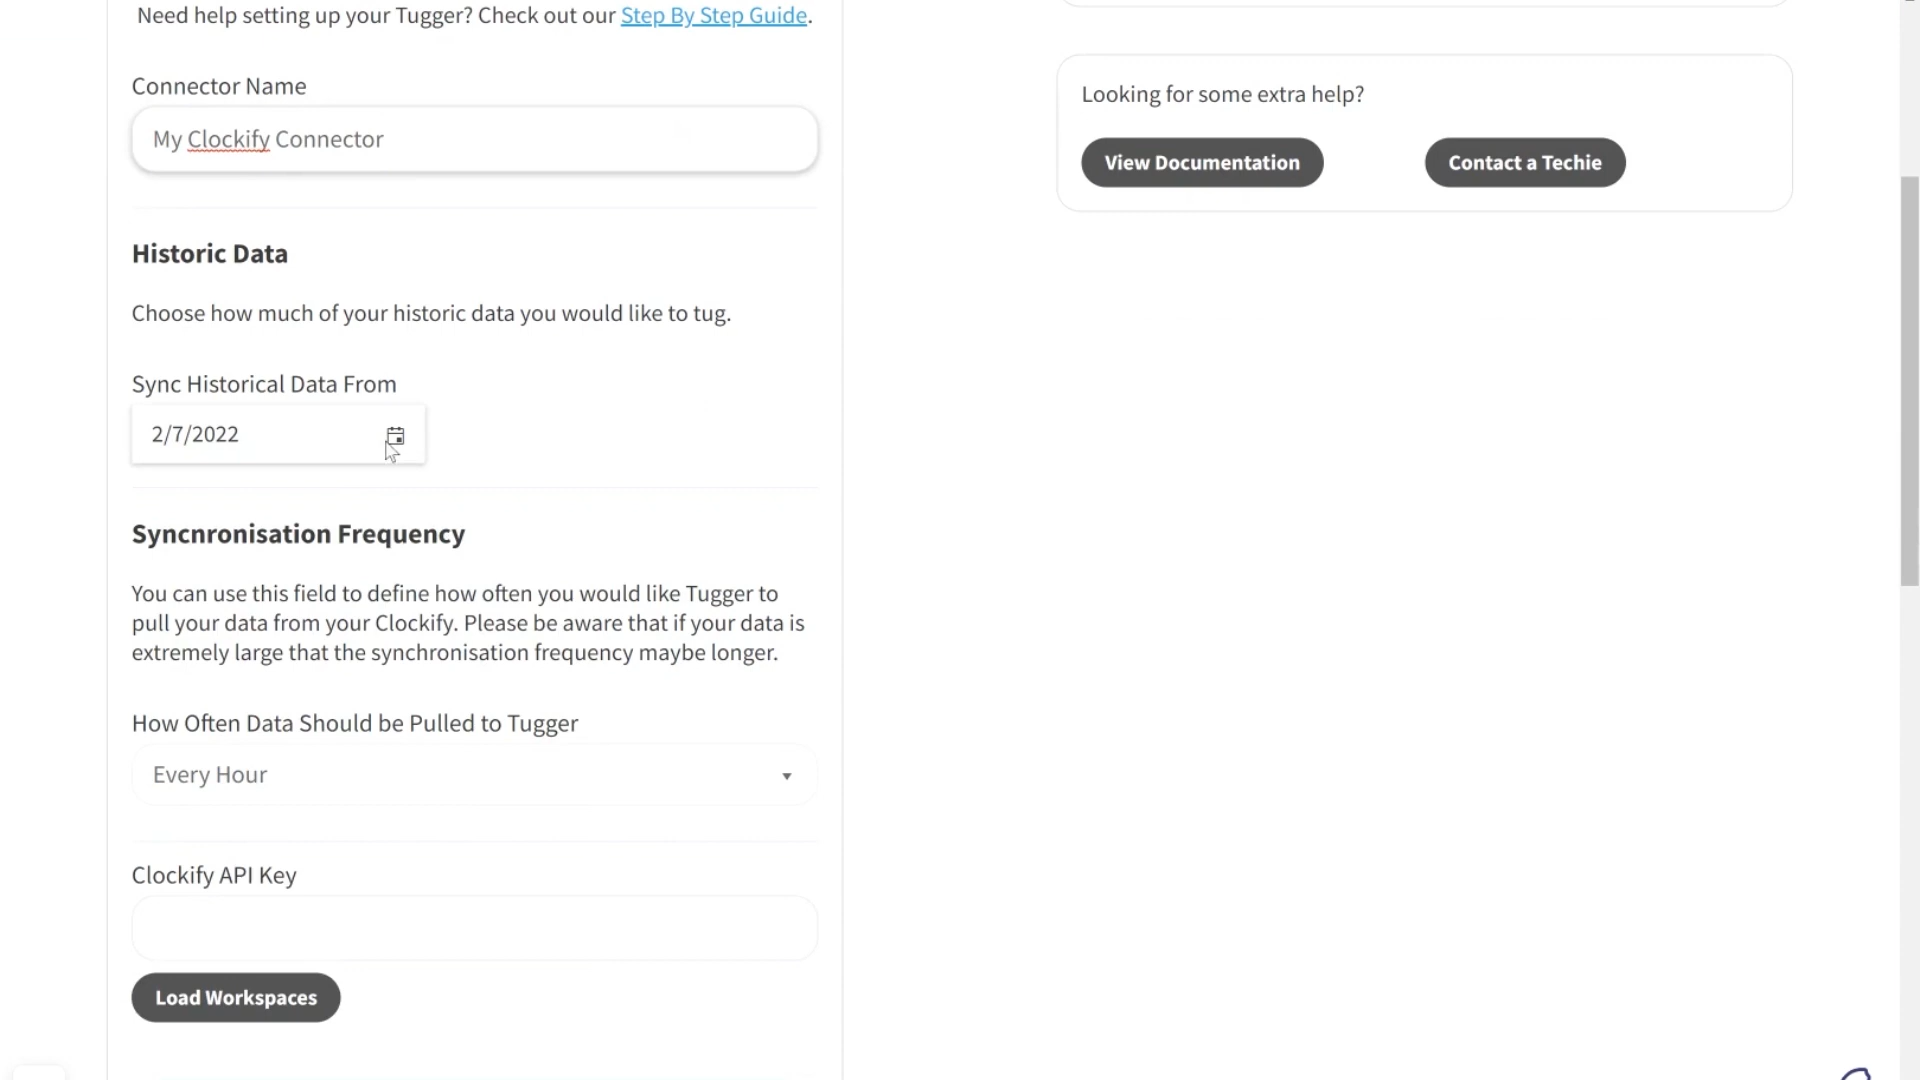 Need help setting up your Tugger? Check out our Step By Step Guide.
Connector Name
My Clockify Connector
Historic Data
Choose how much of your historic data you would like to tug.
Sync Historical Data From
2/7/2022
Syncnronisation Frequency
You can use this field to define how often you would like Tugger to
pull your data from your Clockify. Please be aware that if your data is
extremely large that the synchronisation frequency maybe longer.
How Often Data Should be Pulled to Tugger
Every Hour
Clockify API Key
Load Workspaces
Looking for some extra help?
View Documentation
Contact a Techie